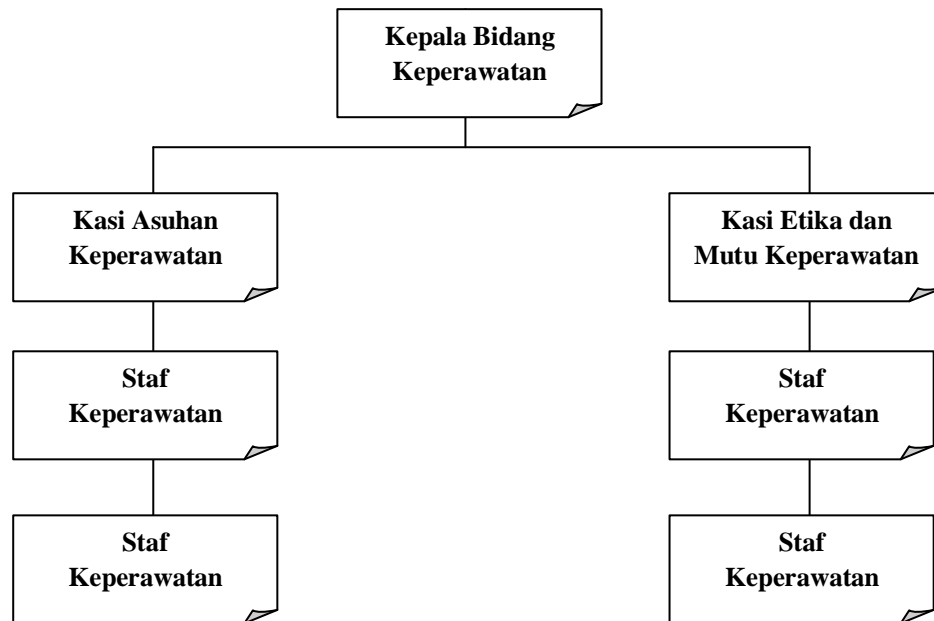 Kepala Bidang
Keperawatan
Kasi Asuhan
Keperawatan
Kasi Etika dan
Mutu Keperawatan
Staf
Keperawatan
Staf
Keperawatan
Staf
Keperawatan
Staf
Keperawatan